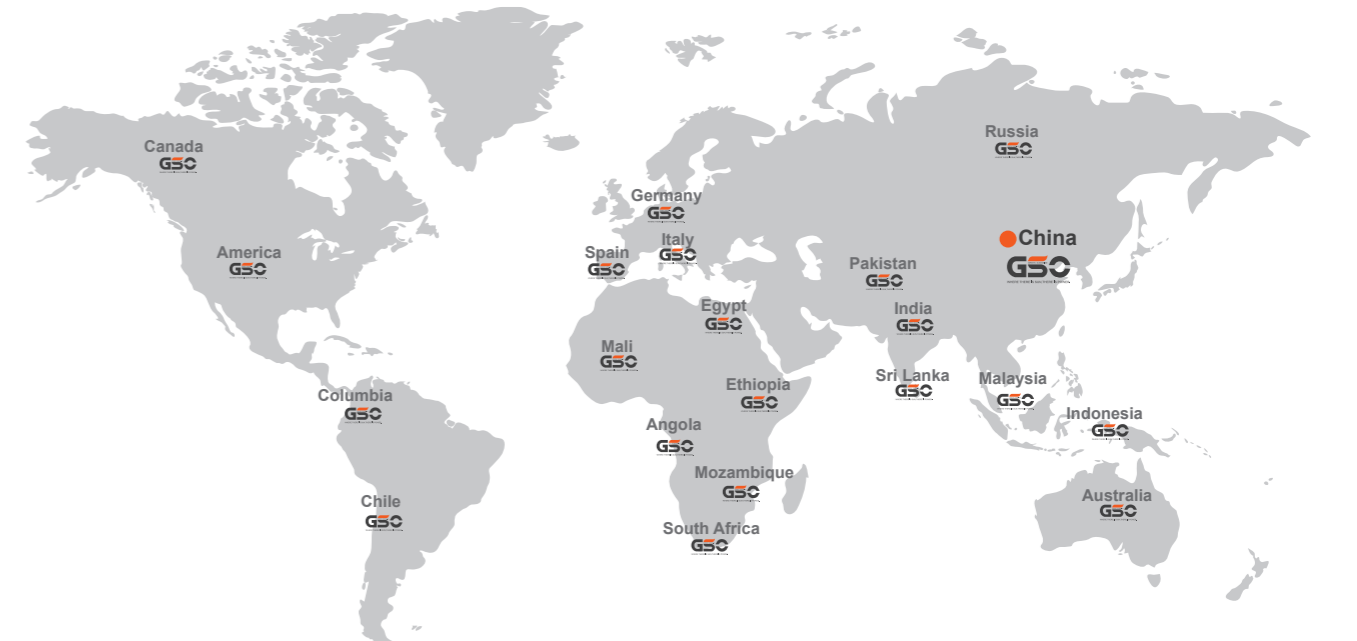 Russia
GSO
Canada
GSO
Germany
GSO
China
GSO
Italy
GSO
America
GSO
Spain
GSO
Pakistan
GSO
Egypt
GSO
India
GSO
Mali
GSO
Sri Lanka
GSO
Malaysia
GSO
Ethiopia
GSO
Columbia
GSO
Indonesia
GSO
Angola
GSO
Mozambique
GSO
Australia
GSO
Chile
GSO
South Africa
GSO